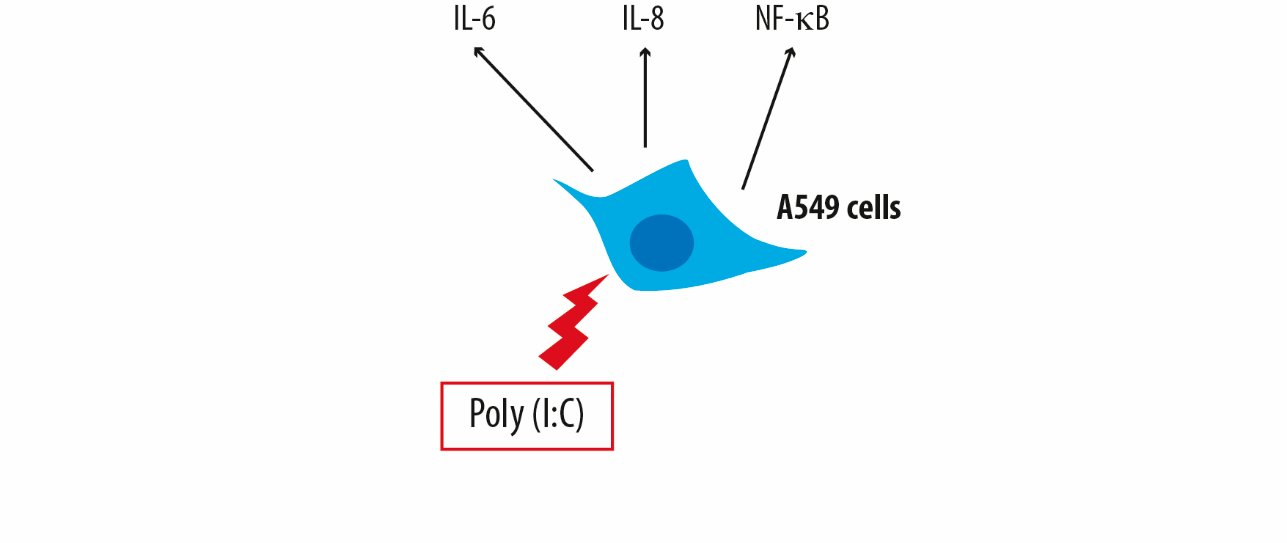 IL-6 IL-8 NF-κB
A549 cells
Poly (I:C)